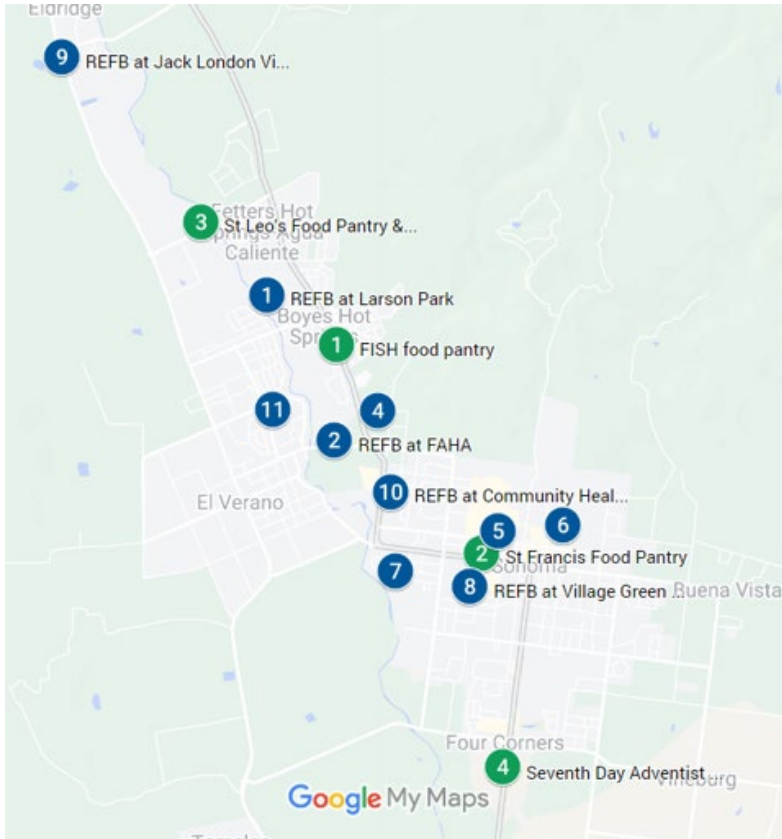 Eldridge
9
REFB at Jack London Vi...
3
Fetters Hot
Springs Agua
Caliente
St Leo's Food Pantry &...
1
REFB at Larson Park
Boyes Hot
Springs
1
FISH food pantry
11
4
2
REFB at FAHA
El Verano
10
REFB at Community Heal...
5
6
2
St Francis Food Pantry
Sonoma
7
8
REFB at Village Green ...
Buena Vista
Four Corners
4
Seventh Day Adventist ...
Vineburg
Google My Maps